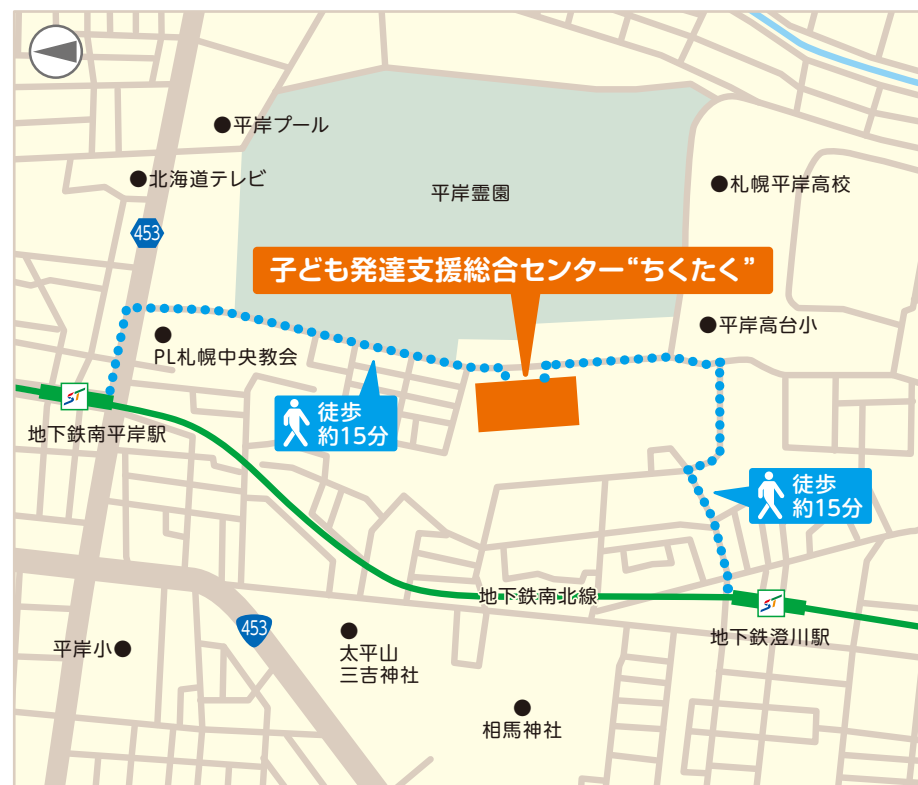 平岸プール
北海道テレビ
平岸霊園
札幌平岸高校
453
子ども発達支援総合センター“ちくたく”
平岸高台小
PL札幌中央教会
ST
徒歩
約15分
地下鉄南平岸駅
徒歩
約15分
地下鉄南北線
ST
453
地下鉄澄川駅
平岸小
太平山
三吉神社
相馬神社